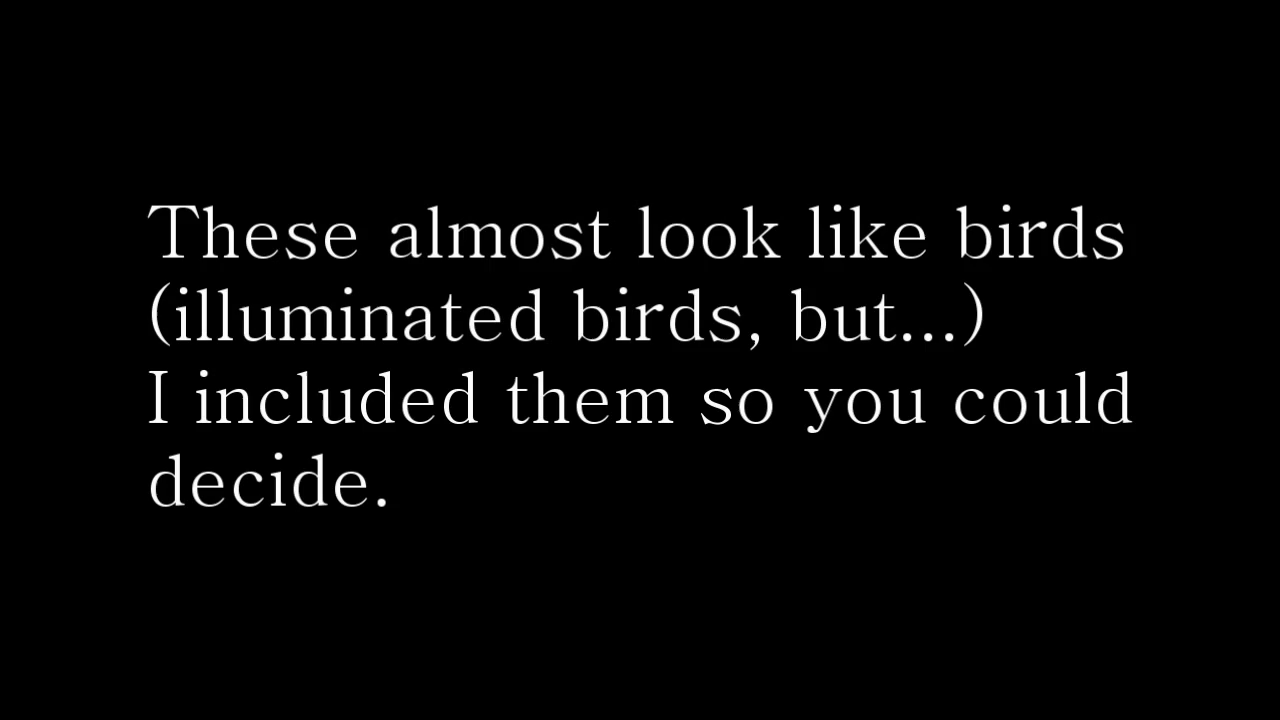 These almost look like birds
(illuminated birds, but...)
I included them so you could
decide.